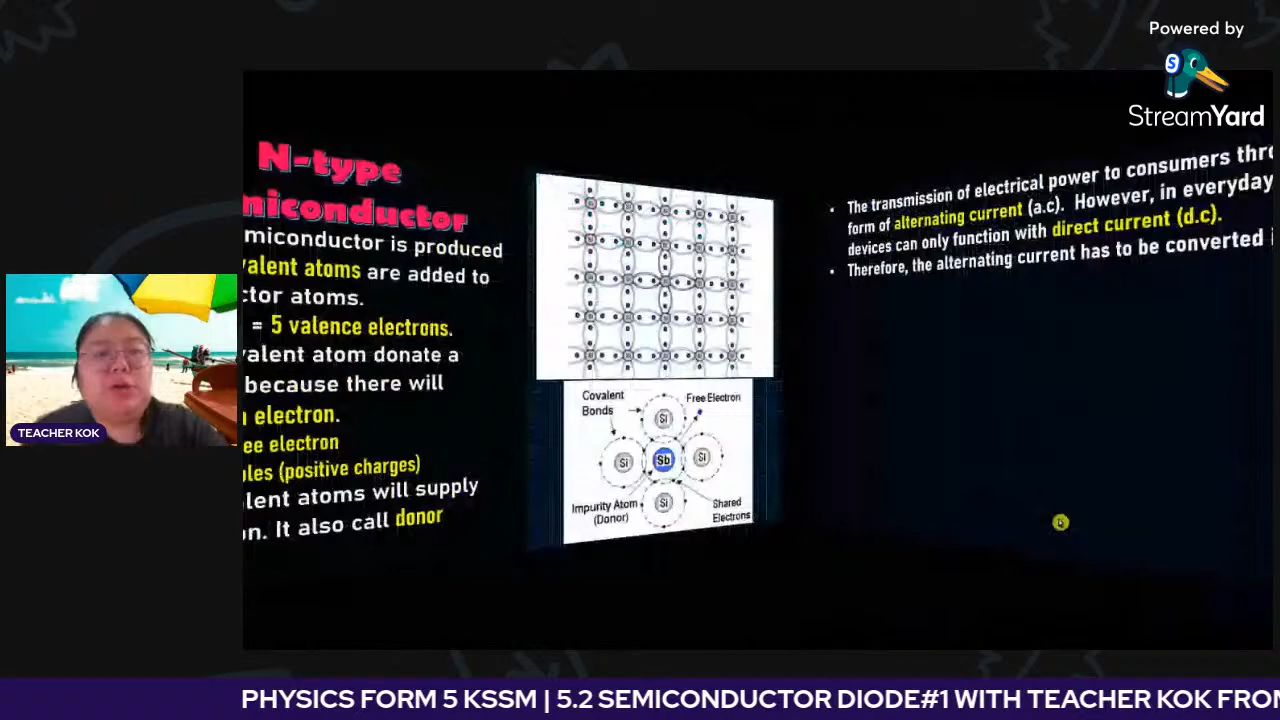 Powered by
StreamYard
N-type
miconductor
miconductor is produced
valent atoms are added to
ctor atoms.
= 5 valence electrons.
valent atom donate a
because there will
electron.
ee electron
oles (positive charges)
alent atoms will supply
on. It also call donor
Covalent
Bonds
Free Electron
Si
Si
Sb
Si
Si
Impurity Atom
(Donor)
Shared
Electrons
• The transmission of electrical power to consumers thro
form of alternating current (a.c). However, in everyday
devices can only function with direct current (d.c).
• Therefore, the alternating current has to be converted i
TEACHER KOK
PHYSICS FORM 5 KSSM | 5.2 SEMICONDUCTOR DIODE#1 WITH TEACHER KOK FRO